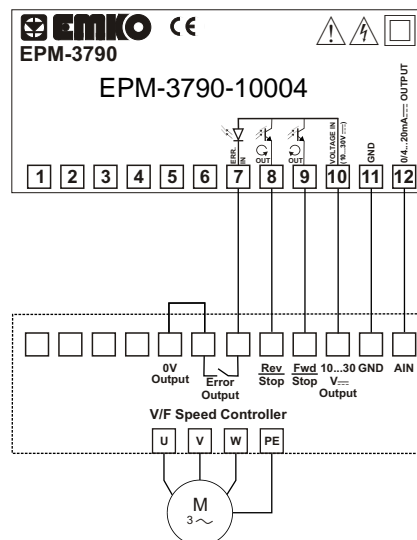 EMKO CE
EPM-3790
EPM-3790-10004
ERR. IN
OUT
OUT
VOLTAGE IN
(10...30V⎓)
GND
0/4...20mA⎓ OUTPUT
1 2 3 4 5 6 7 8 9 10 11 12
0V
Output
Error
Output
Rev
Stop
Fwd
Stop
10...30
V⎓
Output
GND
AIN
V/F Speed Controller
U V W PE
M
3～